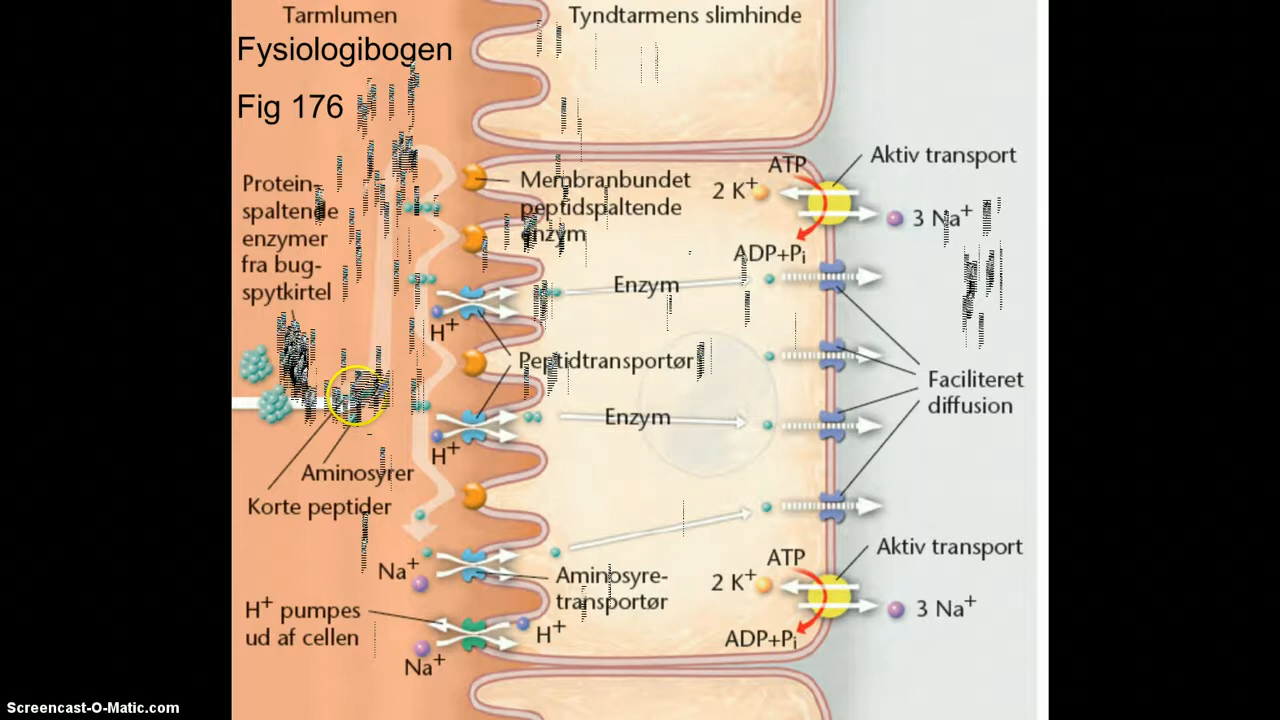 Tarmlumen
Tyndtarmens slimhinde
Fysiologibogen
Fig 176
Protein-
spaltende
enzymer
fra bug-
spytkirtel
Membranbundet
peptidspaltende
enzym
ATP
Aktiv transport
2 K+
3 Na+
ADP+Pi
Enzym
H+
Peptidtransportør
Faciliteret
diffusion
Enzym
H+
Aminosyrer
Korte peptider
Na+
Aminosyre-
transportør
ATP
Aktiv transport
2 K+
3 Na+
ADP+Pi
H+ pumpes
ud af cellen
H+
Na+
Screencast-O-Matic.com